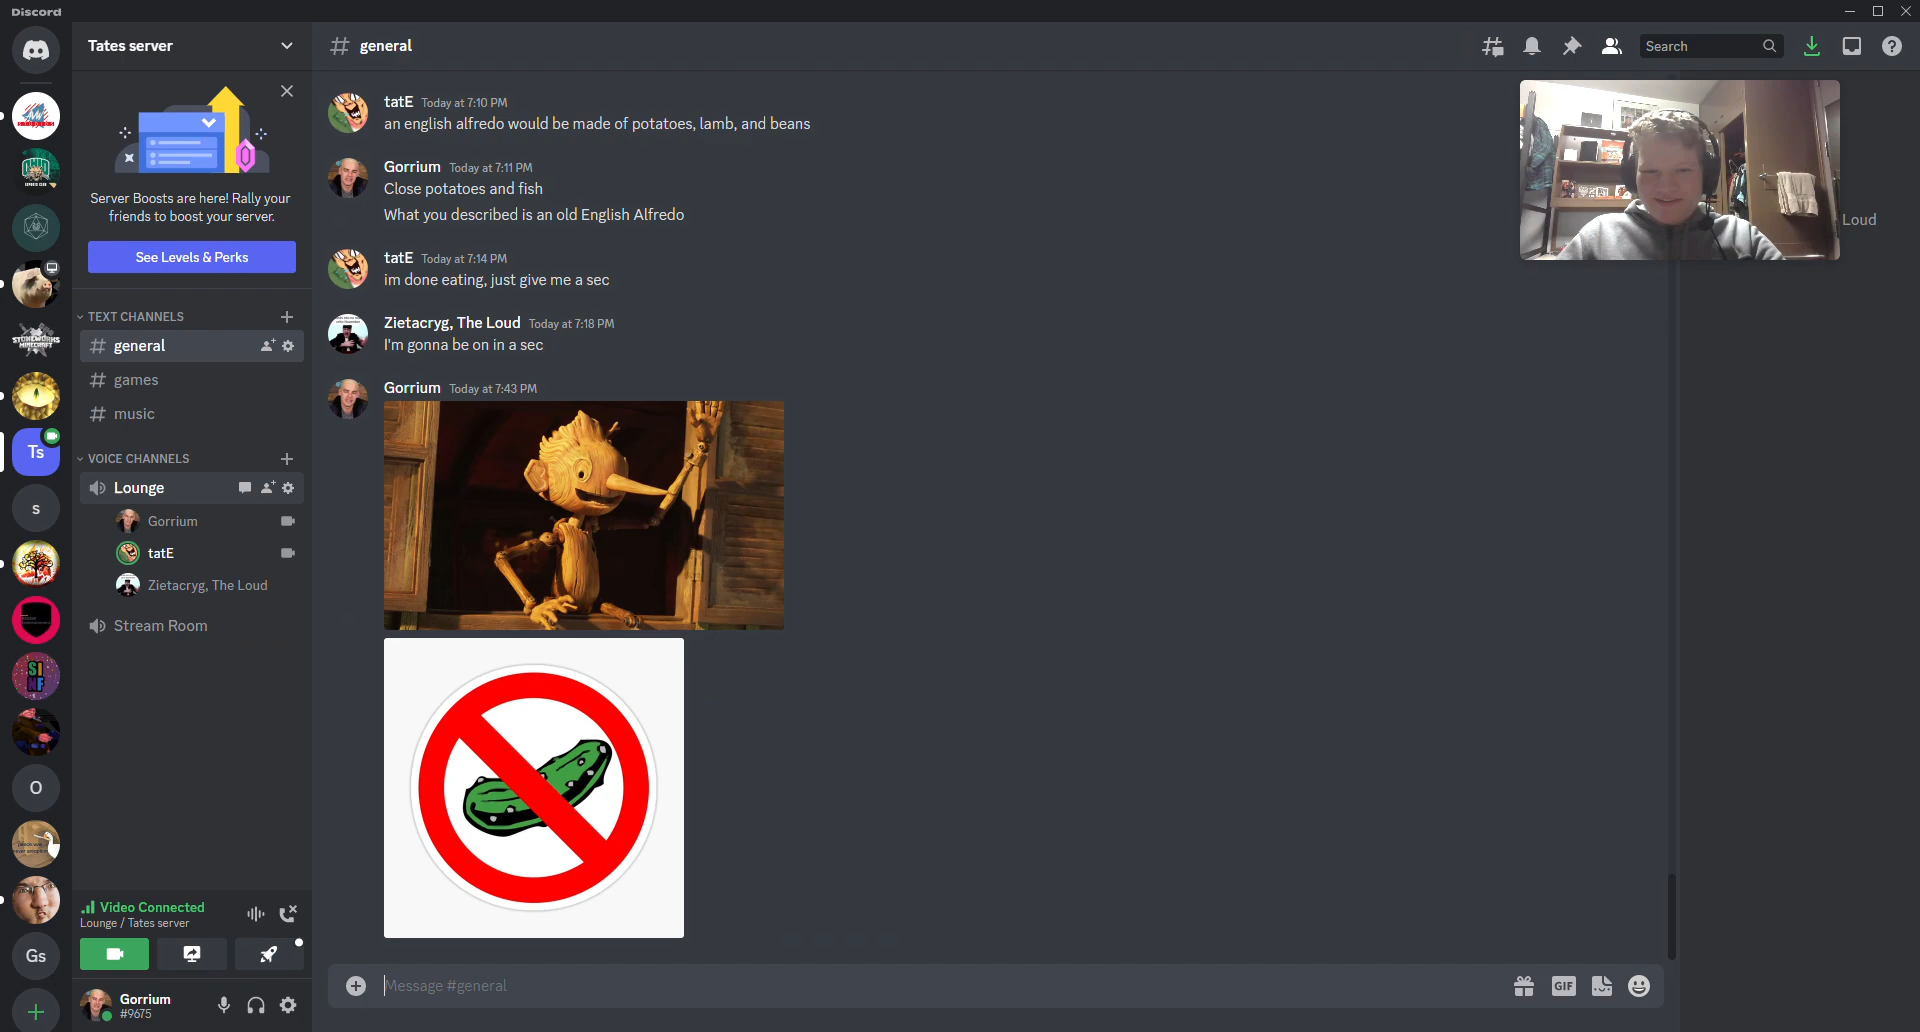 Discord
Tates server
general
Search
Server Boosts are here! Rally your
friends to boost your server.
See Levels & Perks
TEXT CHANNELS
general
games
music
VOICE CHANNELS
Lounge
Gorrium
tatE
Zietacryg, The Loud
Stream Room
STONEWORKS
Ts
s
SI
NF
O
Gs
Video Connected
Lounge / Tates server
Gorrium
#9675
tatE Today at 7:10 PM
an english alfredo would be made of potatoes, lamb, and beans
Gorrium Today at 7:11 PM
Close potatoes and fish
What you described is an old English Alfredo
tatE Today at 7:14 PM
im done eating, just give me a sec
Zietacryg, The Loud Today at 7:18 PM
I'm gonna be on in a sec
Gorrium Today at 7:43 PM
Loud
Message #general
GIF